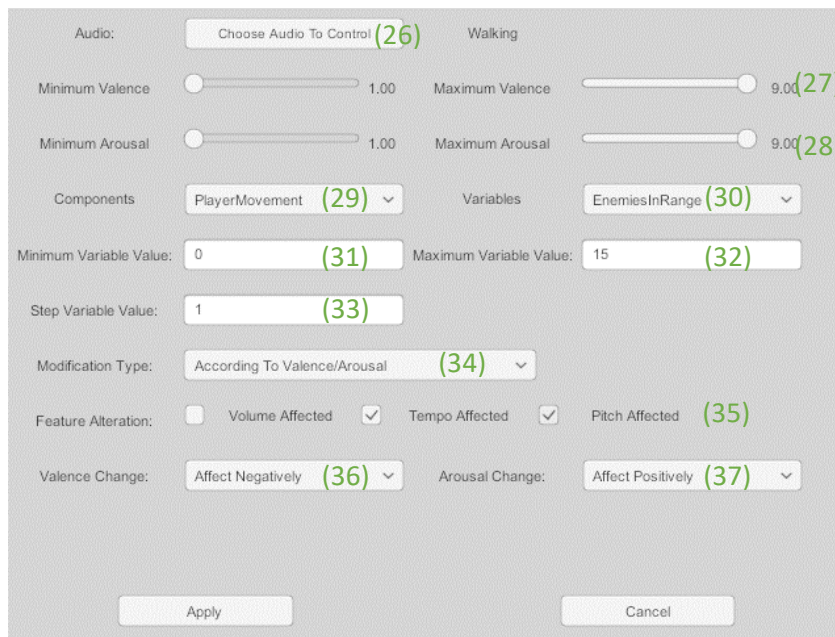 Audio: Choose Audio To Control (26) Walking
Minimum Valence 1.00 Maximum Valence 9.00 (27)
Minimum Arousal 1.00 Maximum Arousal 9.00 (28
Components PlayerMovement (29) Variables EnemiesInRange (30)
Minimum Variable Value: 0 (31) Maximum Variable Value: 15 (32)
Step Variable Value: 1 (33)
Modification Type: According To Valence/Arousal (34)
Feature Alteration: Volume Affected Tempo Affected Pitch Affected (35)
Valence Change: Affect Negatively (36) Arousal Change: Affect Positively (37)
Apply Cancel